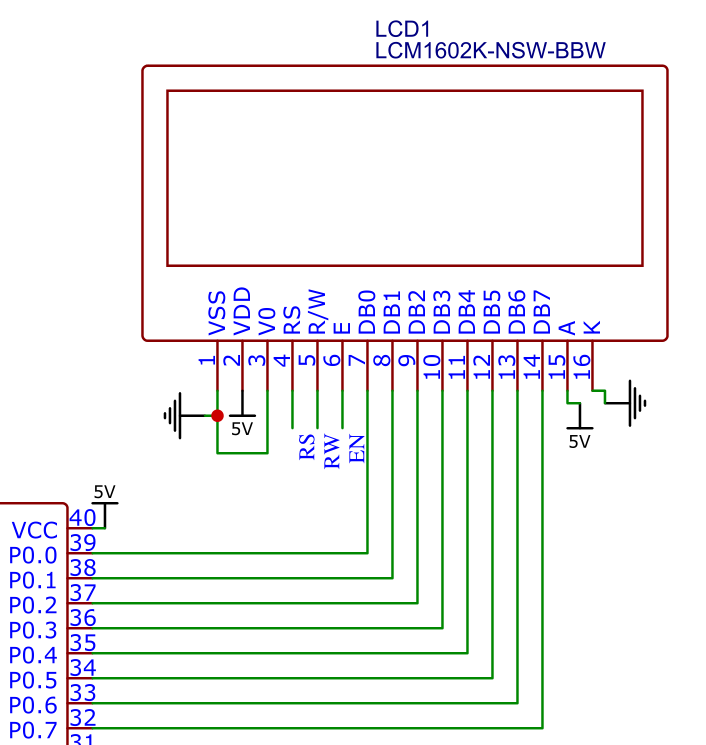 LCD1
LCM1602K-NSW-BBW
VSS
VDD
V0
RS
R/W
E
DB0
DB1
DB2
DB3
DB4
DB5
DB6
DB7
A
K
1
2
3
4
5
6
7
8
9
10
11
12
13
14
15
16
5V
RS
RW
EN
5V
5V
VCC 40
P0.0 39
P0.1 38
P0.2 37
P0.3 36
P0.4 35
P0.5 34
P0.6 33
P0.7 32
31